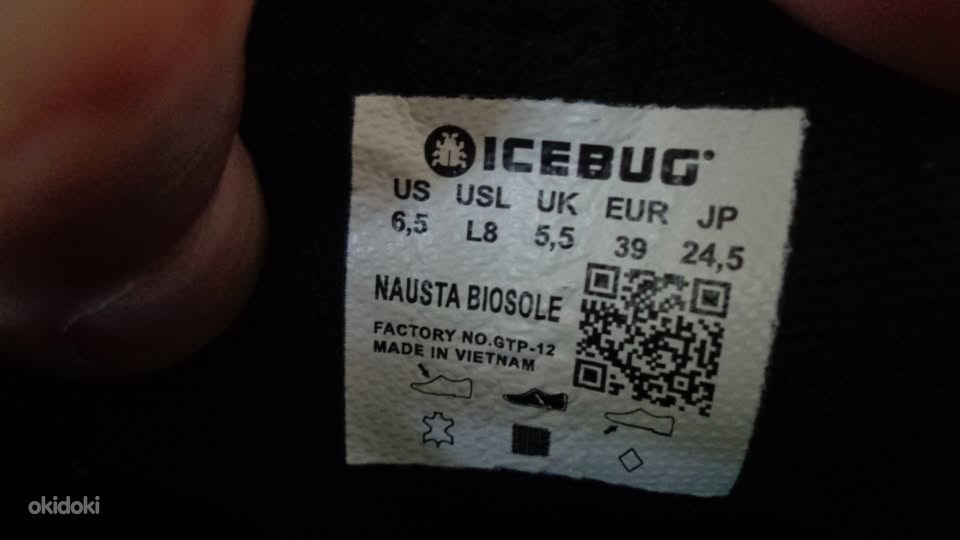 ICEBUG
US USL UK EUR JP
6,5 L8 5,5 39 24,5
NAUSTA BIOSOLE
FACTORY NO.GTP-12
MADE IN VIETNAM
okidoki